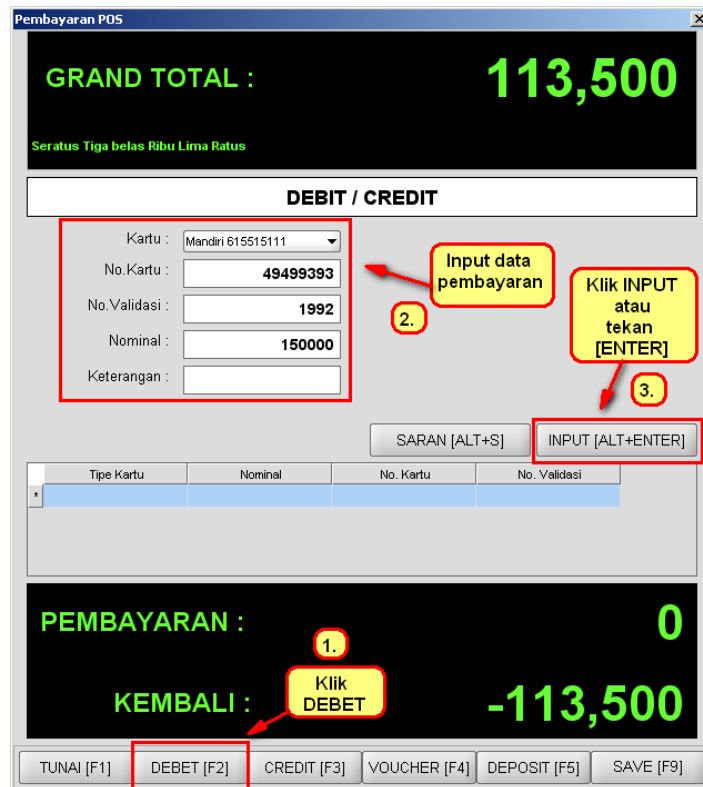 Pembayaran POS
GRAND TOTAL : 113,500
Seratus Tiga belas Ribu Lima Ratus
DEBIT / CREDIT
Kartu : Mandiri 615515111
No.Kartu : 49499393
No.Validasi : 1992
Nominal : 150000
Keterangan :
Input data
pembayaran
2.
Klik INPUT
atau
tekan
[ENTER]
3.
SARAN [ALT+S] INPUT [ALT+ENTER]
Tipe Kartu Nominal No. Kartu No. Validasi
*
PEMBAYARAN : 0
1.
Klik
DEBET
KEMBALI : -113,500
TUNAI [F1] DEBET [F2] CREDIT [F3] VOUCHER [F4] DEPOSIT [F5] SAVE [F9]